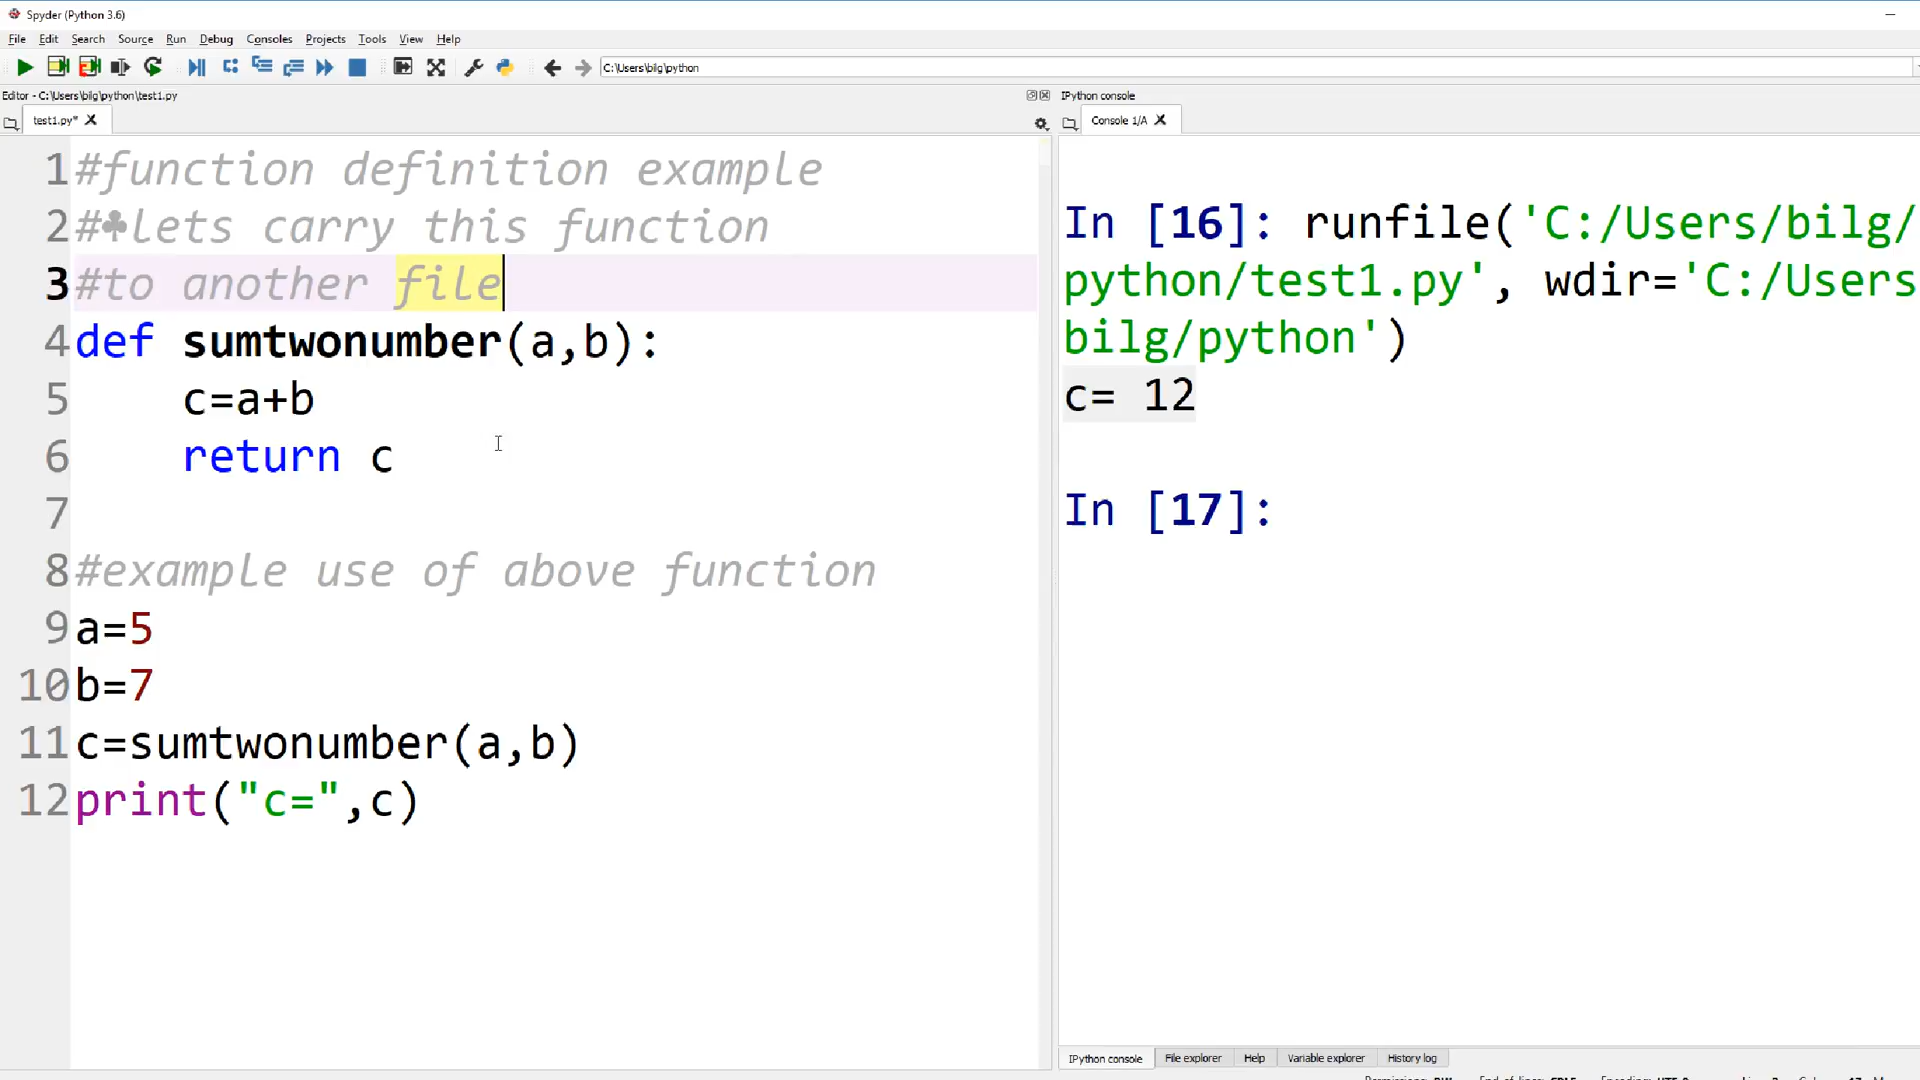 Spyder (Python 3.6)
File Edit Search Source Run Debug Consoles Projects Tools View Help
C:\Users\bilg\python
Editor - C:\Users\bilg\python\test1.py
test1.py*
1 #function definition example
2 #♣lets carry this function
3 #to another file
4 def sumtwonumber(a,b):
5 c=a+b
6 return c
7
8 #example use of above function
9 a=5
10 b=7
11 c=sumtwonumber(a,b)
12 print("c=",c)
IPython console
Console 1/A
In [16]: runfile('C:/Users/bilg/
python/test1.py', wdir='C:/Users
bilg/python')
c= 12
In [17]:
IPython console File explorer Help Variable explorer History log